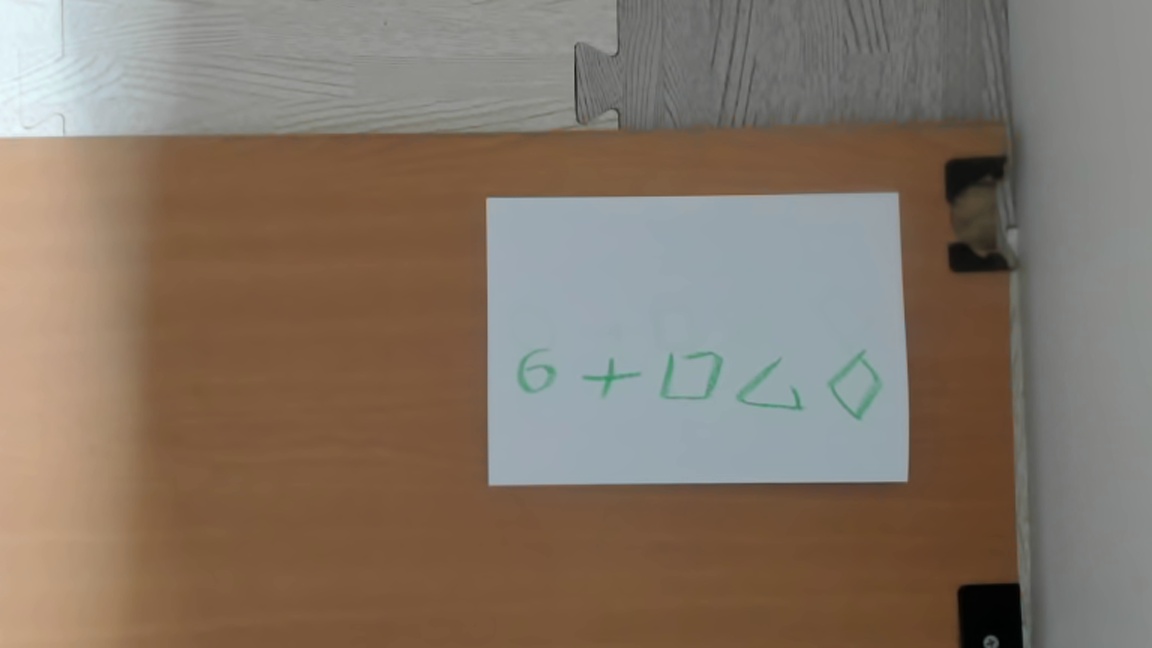 6 + □ ∠ ◇